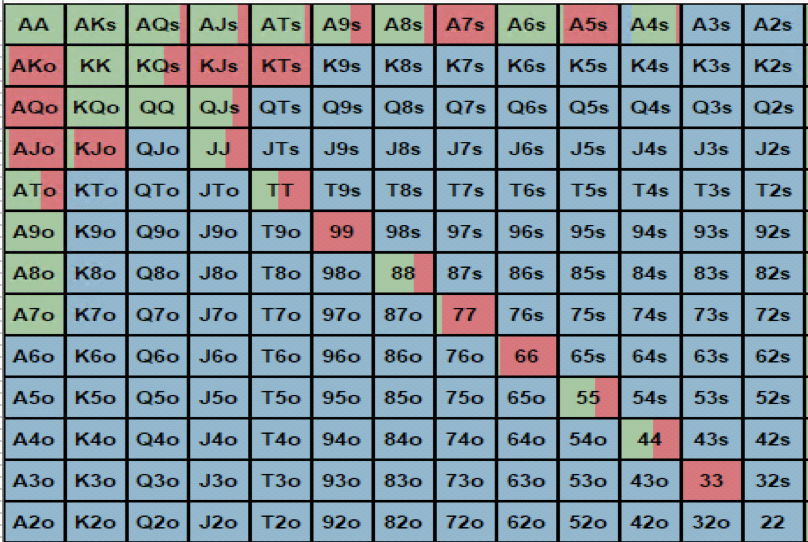 AA AKs AQs AJs ATs A9s A8s A7s A6s A5s A4s A3s A2s
AKo KK KQs KJs KTs K9s K8s K7s K6s K5s K4s K3s K2s
AQo KQo QQ QJs QTs Q9s Q8s Q7s Q6s Q5s Q4s Q3s Q2s
AJo KJo QJo JJ JTs J9s J8s J7s J6s J5s J4s J3s J2s
ATo KTo QTo JTo TT T9s T8s T7s T6s T5s T4s T3s T2s
A9o K9o Q9o J9o T9o 99 98s 97s 96s 95s 94s 93s 92s
A8o K8o Q8o J8o T8o 98o 88 87s 86s 85s 84s 83s 82s
A7o K7o Q7o J7o T7o 97o 87o 77 76s 75s 74s 73s 72s
A6o K6o Q6o J6o T6o 96o 86o 76o 66 65s 64s 63s 62s
A5o K5o Q5o J5o T5o 95o 85o 75o 65o 55 54s 53s 52s
A4o K4o Q4o J4o T4o 94o 84o 74o 64o 54o 44 43s 42s
A3o K3o Q3o J3o T3o 93o 83o 73o 63o 53o 43o 33 32s
A2o K2o Q2o J2o T2o 92o 82o 72o 62o 52o 42o 32o 22